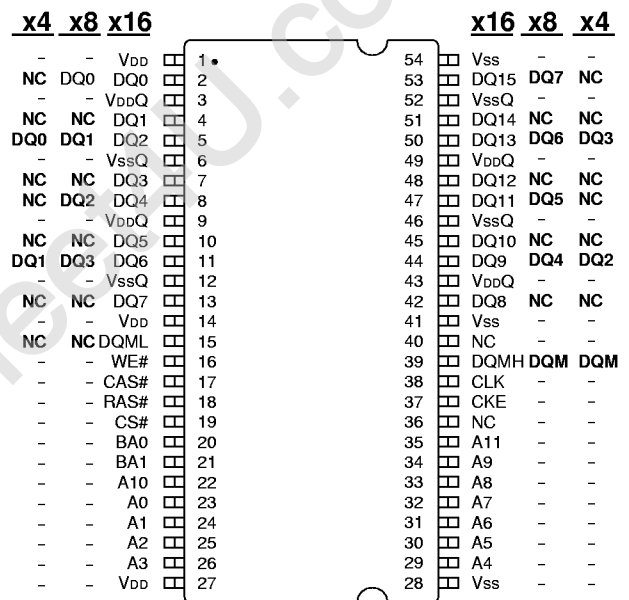 x4 x8 x16 x16 x8 x4
- - VDD 1 54 Vss - -
NC DQ0 DQ0 2 53 DQ15 DQ7 NC
- - VDDQ 3 52 VssQ - -
NC NC DQ1 4 51 DQ14 NC NC
DQ0 DQ1 DQ2 5 50 DQ13 DQ6 DQ3
- - VssQ 6 49 VDDQ - -
NC NC DQ3 7 48 DQ12 NC NC
NC DQ2 DQ4 8 47 DQ11 DQ5 NC
- - VDDQ 9 46 VssQ - -
NC NC DQ5 10 45 DQ10 NC NC
DQ1 DQ3 DQ6 11 44 DQ9 DQ4 DQ2
- - VssQ 12 43 VDDQ - -
NC NC DQ7 13 42 DQ8 NC NC
- - VDD 14 41 Vss - -
NC NC DQML 15 40 NC - -
- - WE# 16 39 DQMH DQM DQM
- - CAS# 17 38 CLK - -
- - RAS# 18 37 CKE - -
- - CS# 19 36 NC - -
- - BA0 20 35 A11 - -
- - BA1 21 34 A9 - -
- - A10 22 33 A8 - -
- - A0 23 32 A7 - -
- - A1 24 31 A6 - -
- - A2 25 30 A5 - -
- - A3 26 29 A4 - -
- - VDD 27 28 Vss - -